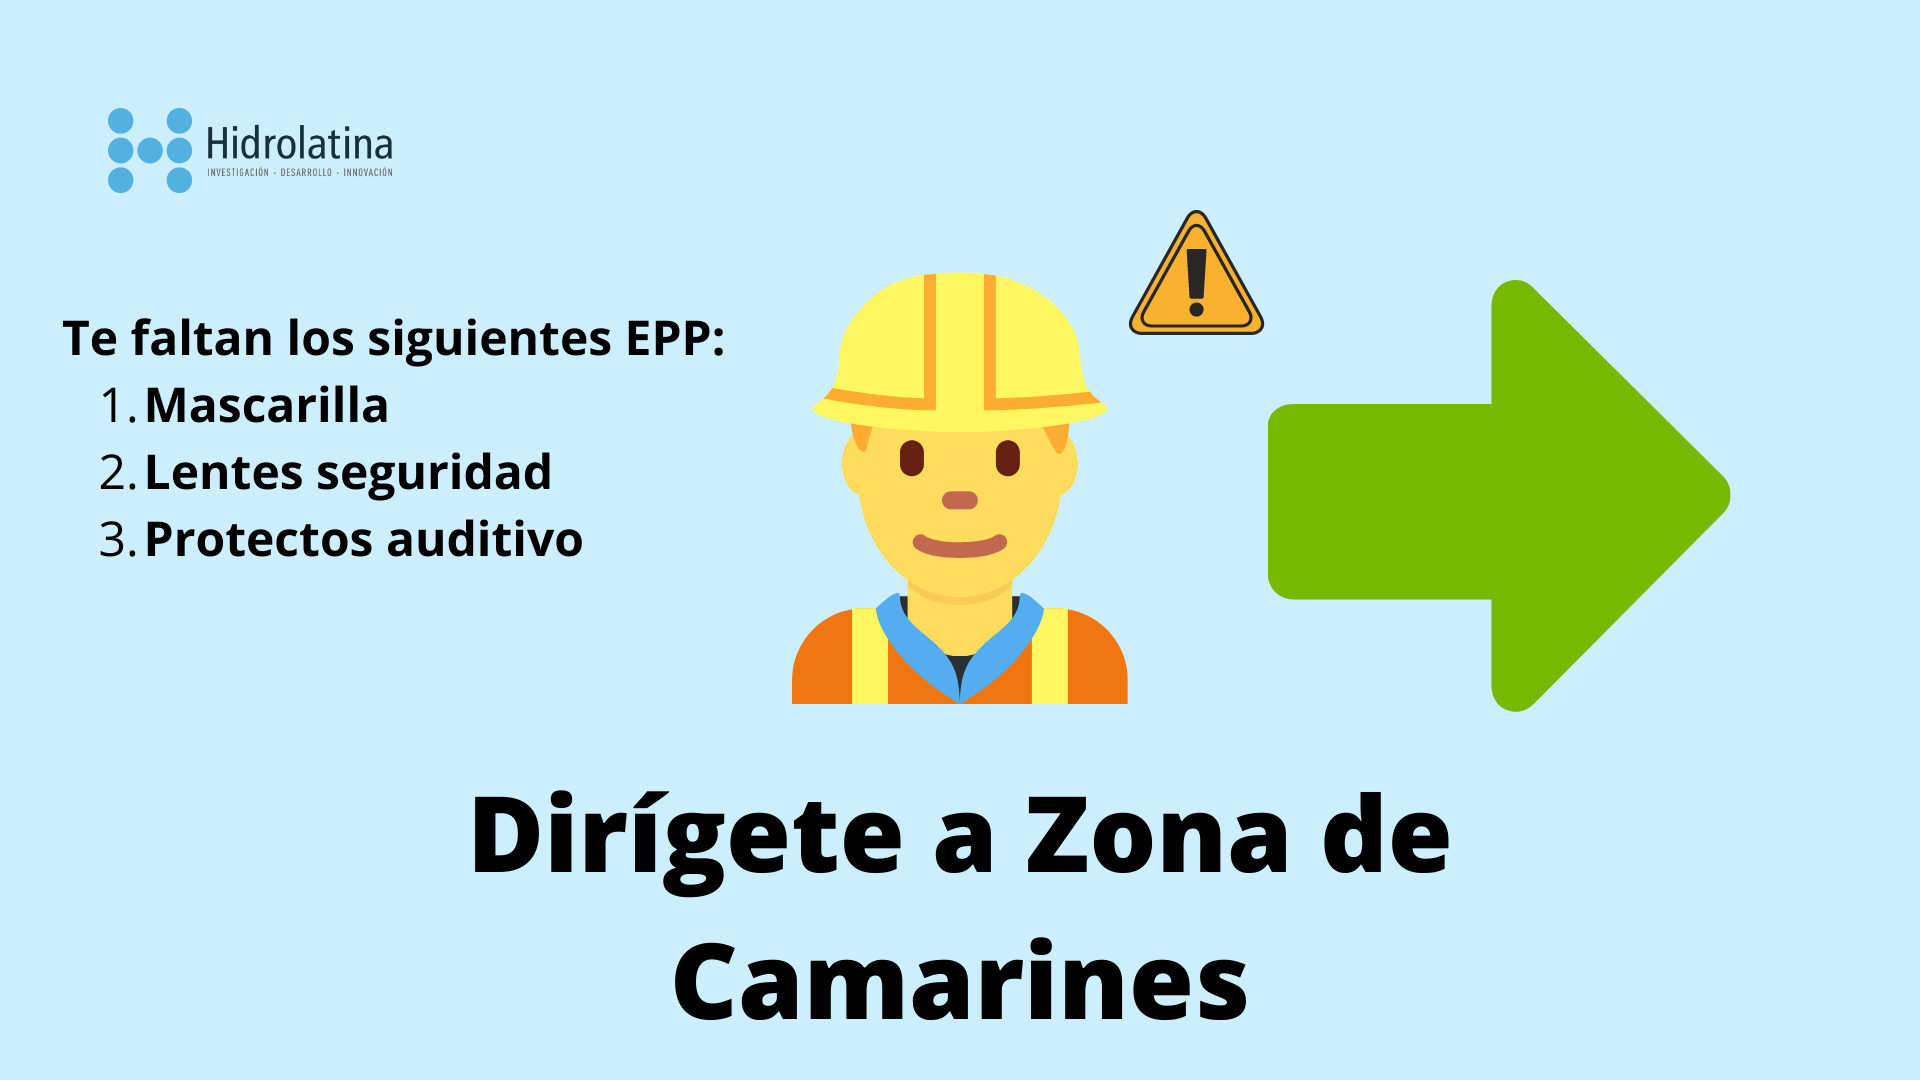 Hidrolatina
INVESTIGACIÓN · DESARROLLO · INNOVACIÓN
Te faltan los siguientes EPP:
1. Mascarilla
2. Lentes seguridad
3. Protectos auditivo
Dirígete a Zona de
Camarines